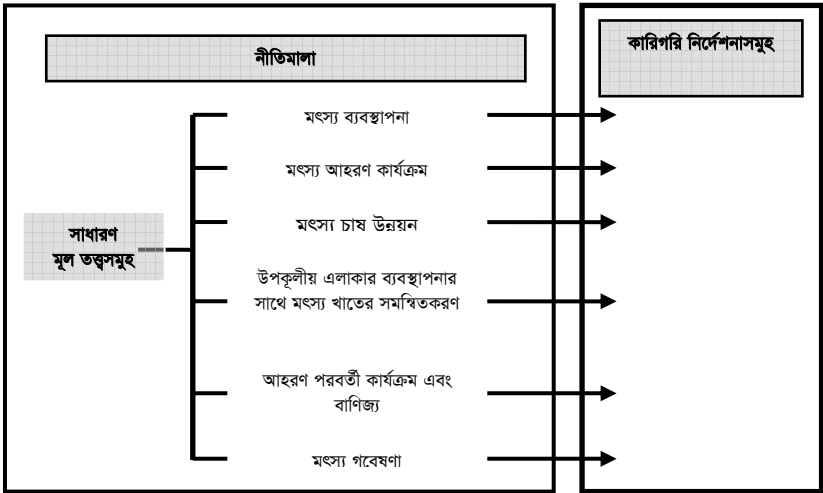 নীতিমালা
কারিগরি নির্দেশনাসমুহ
মৎস্য ব্যবস্থাপনা
মৎস্য আহরণ কার্যক্রম
মৎস্য চাষ উন্নয়ন
সাধারণ
মূল তত্ত্বসমুহ
উপকূলীয় এলাকার ব্যবস্থাপনার
সাথে মৎস্য খাতের সমন্বিতকরণ
আহরণ পরবর্তী কার্যক্রম এবং
বাণিজ্য
মৎস্য গবেষণা